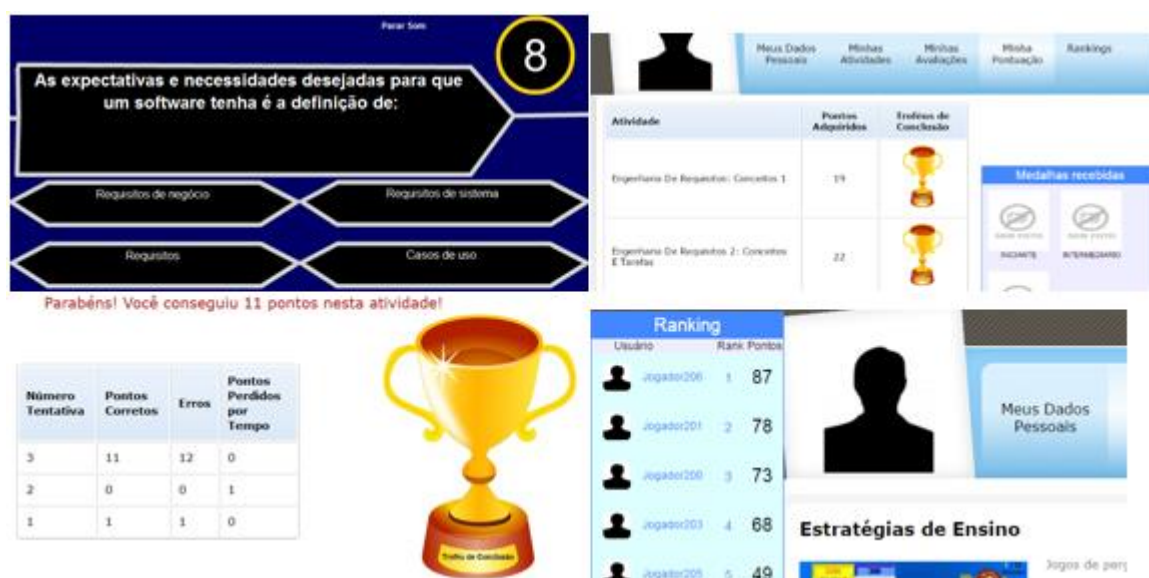 Parar Som
8
As expectativas e necessidades desejadas para que
um software tenha é a definição de:
Requisitos de negócio
Requisitos de sistema
Requisitos
Casos de uso
Meus Dados
Pessoais
Minhas
Atividades
Minhas
Avaliações
Minha
Pontuação
Rankings
Atividade
Pontos
Adquiridos
Troféus de
Conclusão
Engenharia De Requisitos: Conceitos 1
19
Engenharia De Requisitos 2: Conceitos
E Tarefas
22
Medalhas recebidas
INICIANTE
INTERMEDIÁRIO
Parabéns! Você conseguiu 11 pontos nesta atividade!
Número
Tentativa
Pontos
Corretos
Erros
Pontos
Perdidos
por
Tempo
3 11 12 0
2 0 0 1
1 1 1 0
Troféu de Conclusão
Ranking
Usuário Rank Pontos
1 87
Jogador201 2 78
3 73
Jogador203 4 68
Jogador205 5 49
Meus Dados
Pessoais
Estratégias de Ensino
Jogos de perg